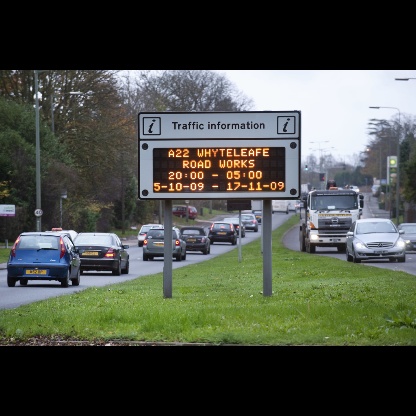 i Traffic information i
A22 WHYTELEAFE
ROAD WORKS
20:00 - 05:00
5-10-09 - 17-11-09